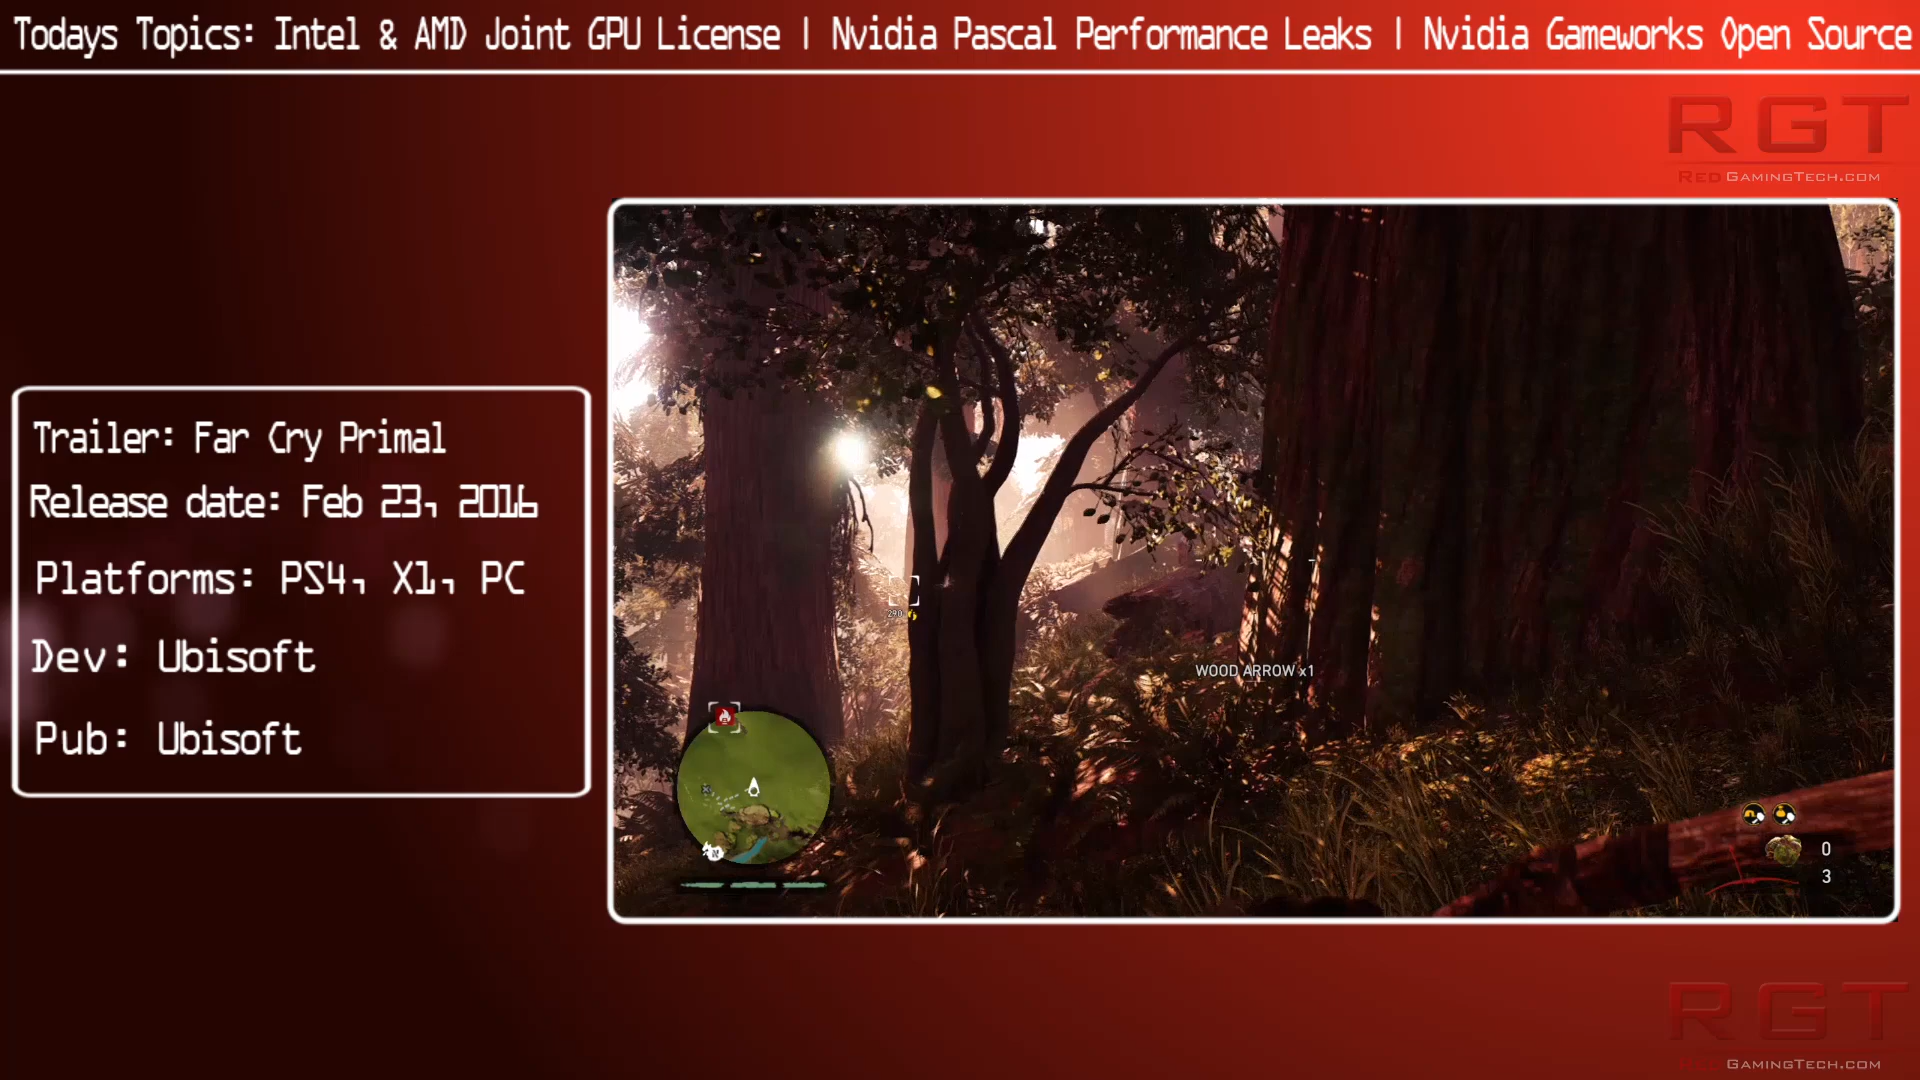 Todays Topics: Intel & AMD Joint GPU License | Nvidia Pascal Performance Leaks | Nvidia Gameworks Open Source
RGT
RED GAMINGTECH.COM
Trailer: Far Cry Primal
Release date: Feb 23, 2016
Platforms: PS4, X1, PC
Dev: Ubisoft
Pub: Ubisoft
290
WOOD ARROW x1
0
3
RGT
RED GAMINGTECH.COM